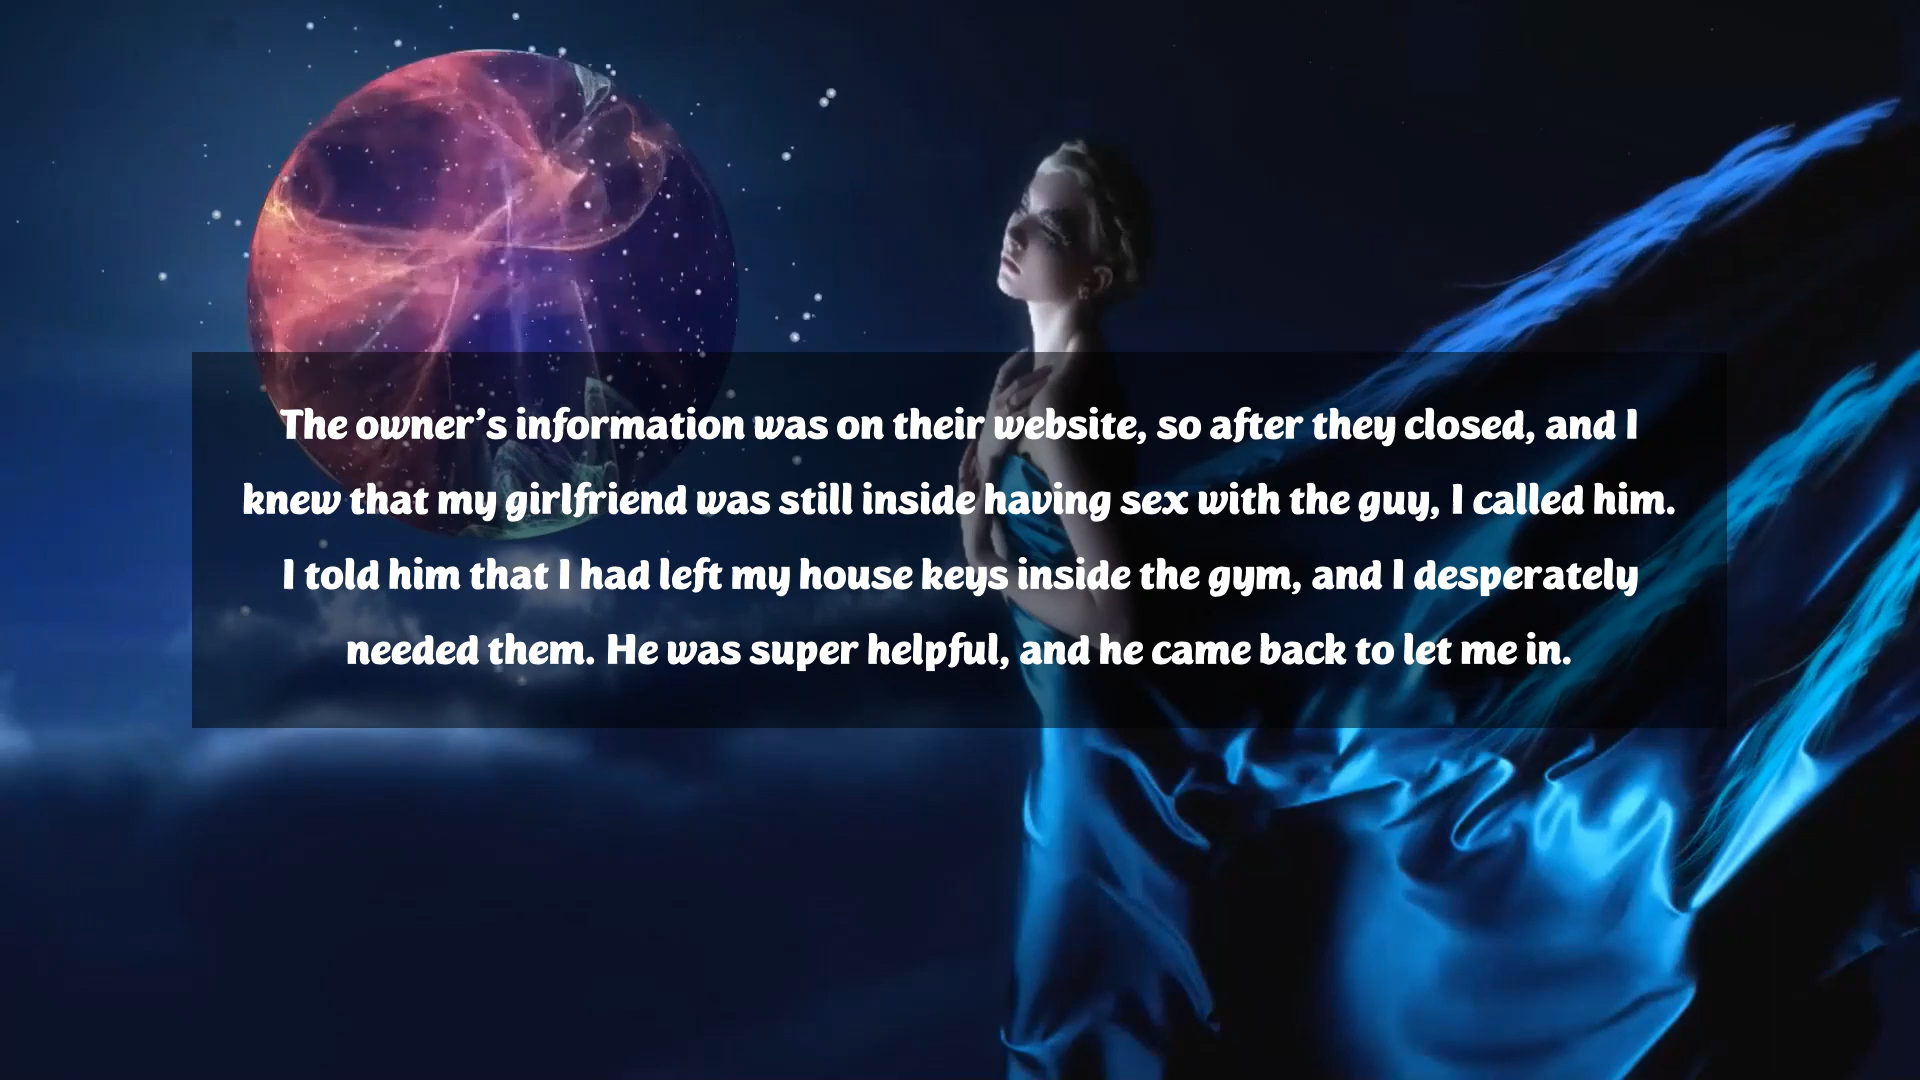 The owner’s information was on their website, so after they closed, and I
knew that my girlfriend was still inside having sex with the guy, I called him.
I told him that I had left my house keys inside the gym, and I desperately
needed them. He was super helpful, and he came back to let me in.